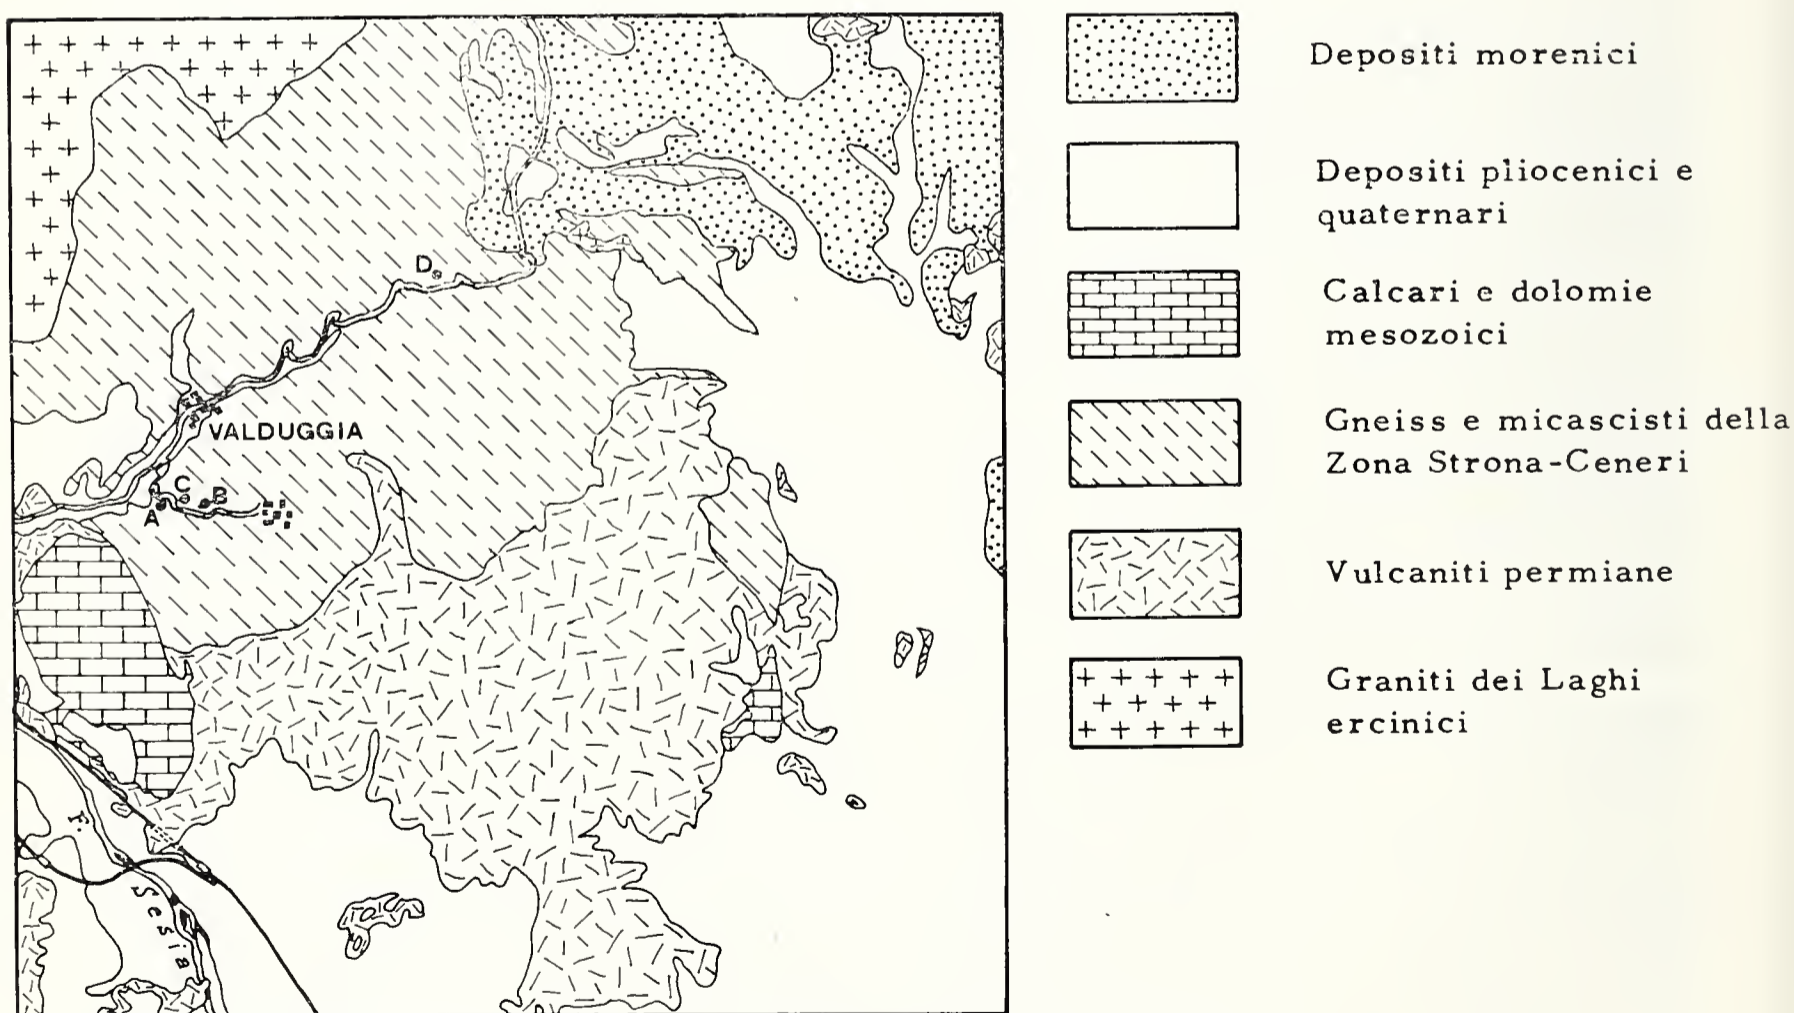 D
VALDUGGIA
C
B
A
F.
Sesia
Depositi morenici
Depositi pliocenici e
quaternari
Calcari e dolomie
mesozoici
Gneiss e micascisti della
Zona Strona-Ceneri
Vulcaniti permiane
Graniti dei Laghi
ercinici